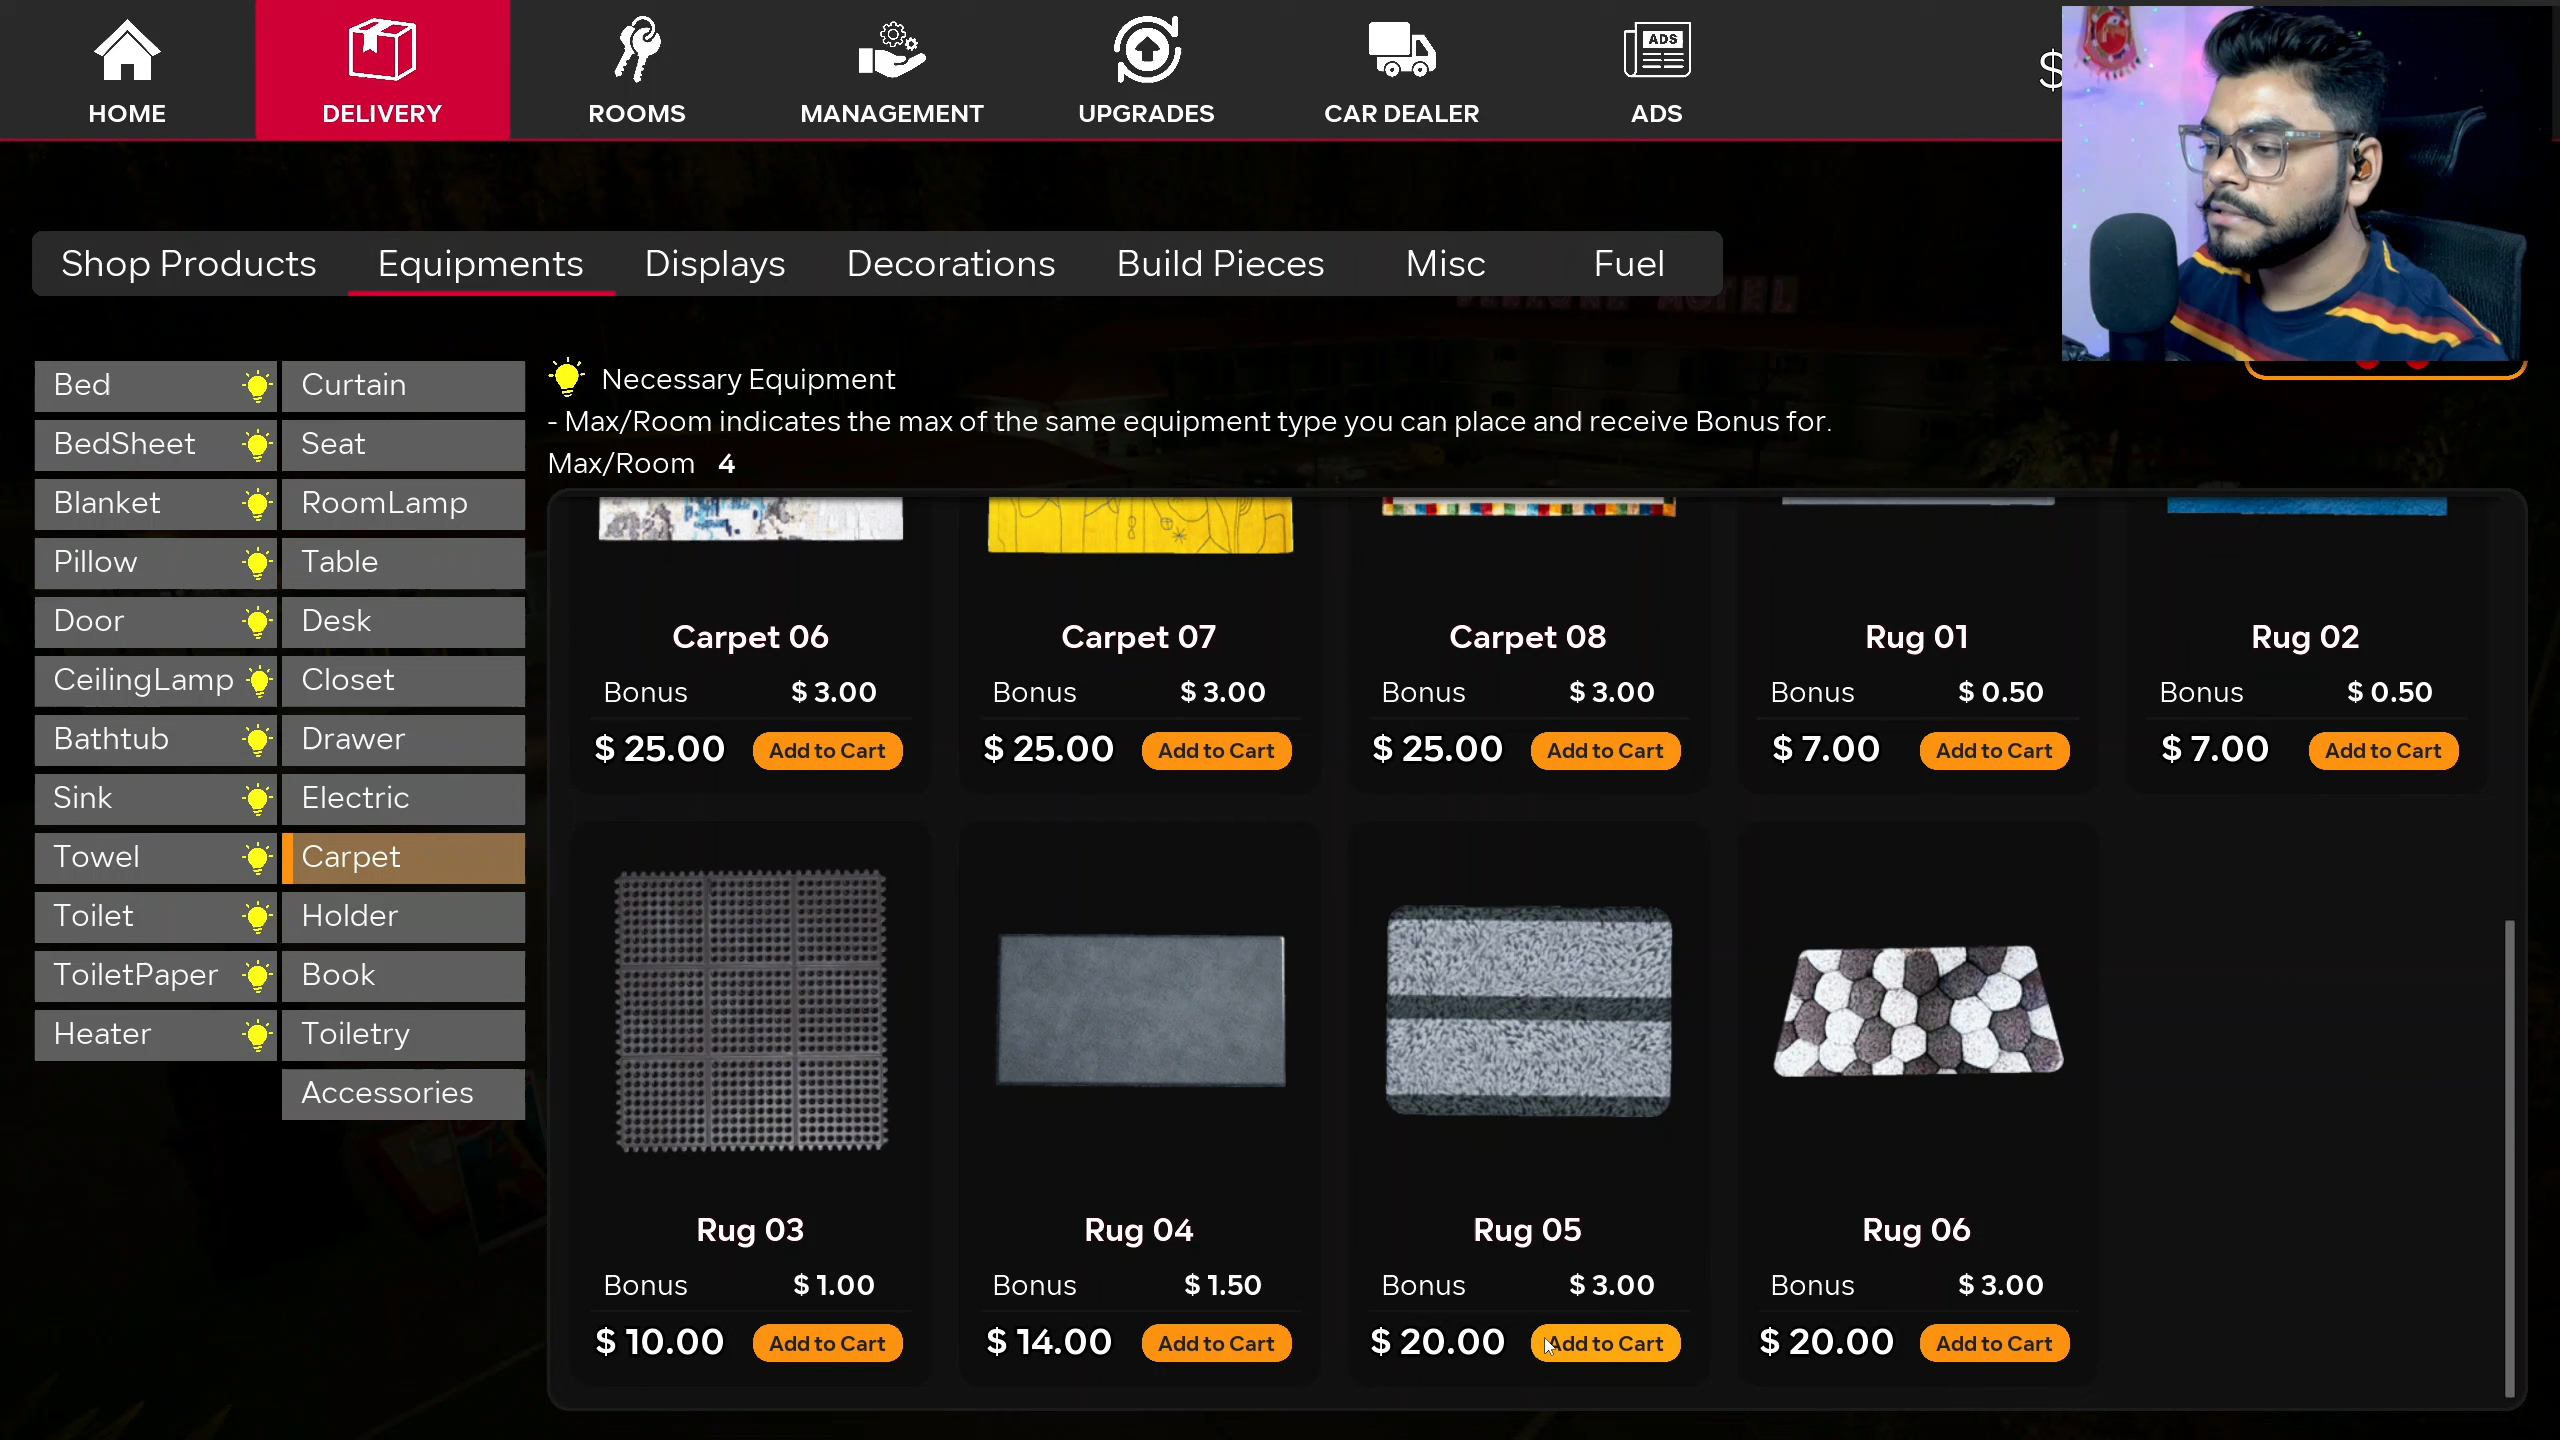 HOME
DELIVERY
ROOMS
MANAGEMENT
UPGRADES
CAR DEALER
ADS
ADS
$
Shop Products
Equipments
Displays
Decorations
Build Pieces
Misc
Fuel
MOTEL
Bed
BedSheet
Blanket
Pillow
Door
CeilingLamp
Bathtub
Sink
Towel
Toilet
ToiletPaper
Heater
Curtain
Seat
RoomLamp
Table
Desk
Closet
Drawer
Electric
Carpet
Holder
Book
Toiletry
Accessories
Necessary Equipment
- Max/Room indicates the max of the same equipment type you can place and receive Bonus for.
Max/Room 4
Carpet 06
Bonus $ 3.00
$ 25.00 Add to Cart
Carpet 07
Bonus $ 3.00
$ 25.00 Add to Cart
Carpet 08
Bonus $ 3.00
$ 25.00 Add to Cart
Rug 01
Bonus $ 0.50
$ 7.00 Add to Cart
Rug 02
Bonus $ 0.50
$ 7.00 Add to Cart
Rug 03
Bonus $ 1.00
$ 10.00 Add to Cart
Rug 04
Bonus $ 1.50
$ 14.00 Add to Cart
Rug 05
Bonus $ 3.00
$ 20.00 Add to Cart
Rug 06
Bonus $ 3.00
$ 20.00 Add to Cart